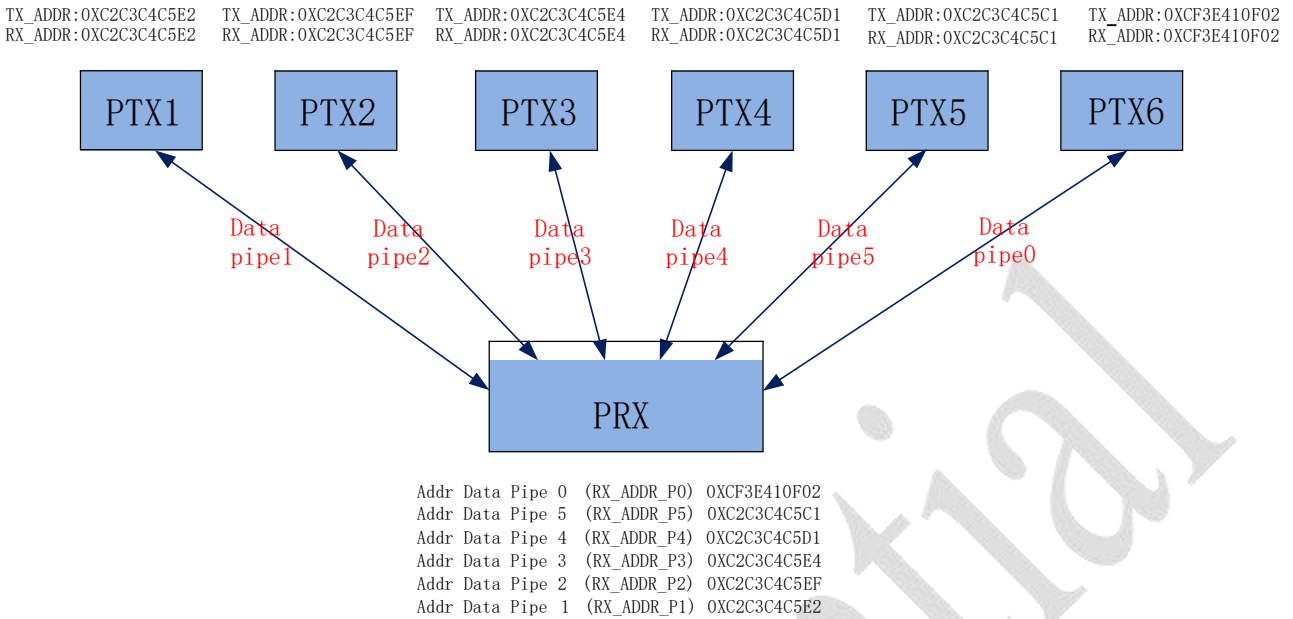 TX_ADDR:0XC2C3C4C5E2 TX_ADDR:0XC2C3C4C5EF TX_ADDR:0XC2C3C4C5E4 TX_ADDR:0XC2C3C4C5D1 TX_ADDR:0XC2C3C4C5C1 TX_ADDR:0XCF3E410F02
RX_ADDR:0XC2C3C4C5E2 RX_ADDR:0XC2C3C4C5EF RX_ADDR:0XC2C3C4C5E4 RX_ADDR:0XC2C3C4C5D1 RX_ADDR:0XC2C3C4C5C1 RX_ADDR:0XCF3E410F02
PTX1 PTX2 PTX3 PTX4 PTX5 PTX6
Data Data Data Data Data Data
pipe1 pipe2 pipe3 pipe4 pipe5 pipe0
PRX
Addr Data Pipe 0 (RX_ADDR_P0) 0XCF3E410F02
Addr Data Pipe 5 (RX_ADDR_P5) 0XC2C3C4C5C1
Addr Data Pipe 4 (RX_ADDR_P4) 0XC2C3C4C5D1
Addr Data Pipe 3 (RX_ADDR_P3) 0XC2C3C4C5E4
Addr Data Pipe 2 (RX_ADDR_P2) 0XC2C3C4C5EF
Addr Data Pipe 1 (RX_ADDR_P1) 0XC2C3C4C5E2